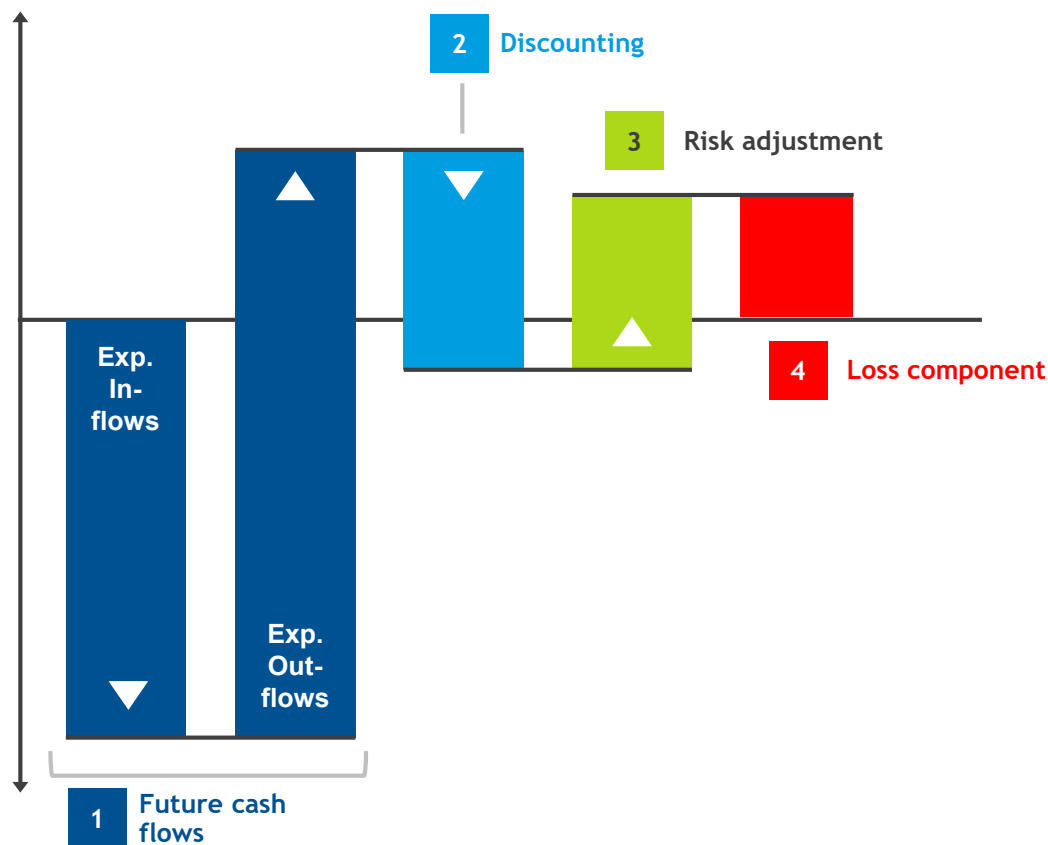 2 Discounting
3 Risk adjustment
Exp.
In-
flows
4 Loss component
Exp.
Out-
flows
1 Future cash
flows